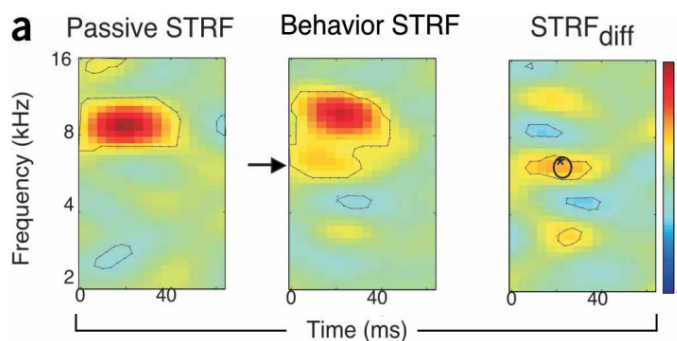 a
Passive STRF
Behavior STRF
STRFdiff
Frequency (kHz)
16
8
4
2
0
40
0
40
0
40
Time (ms)